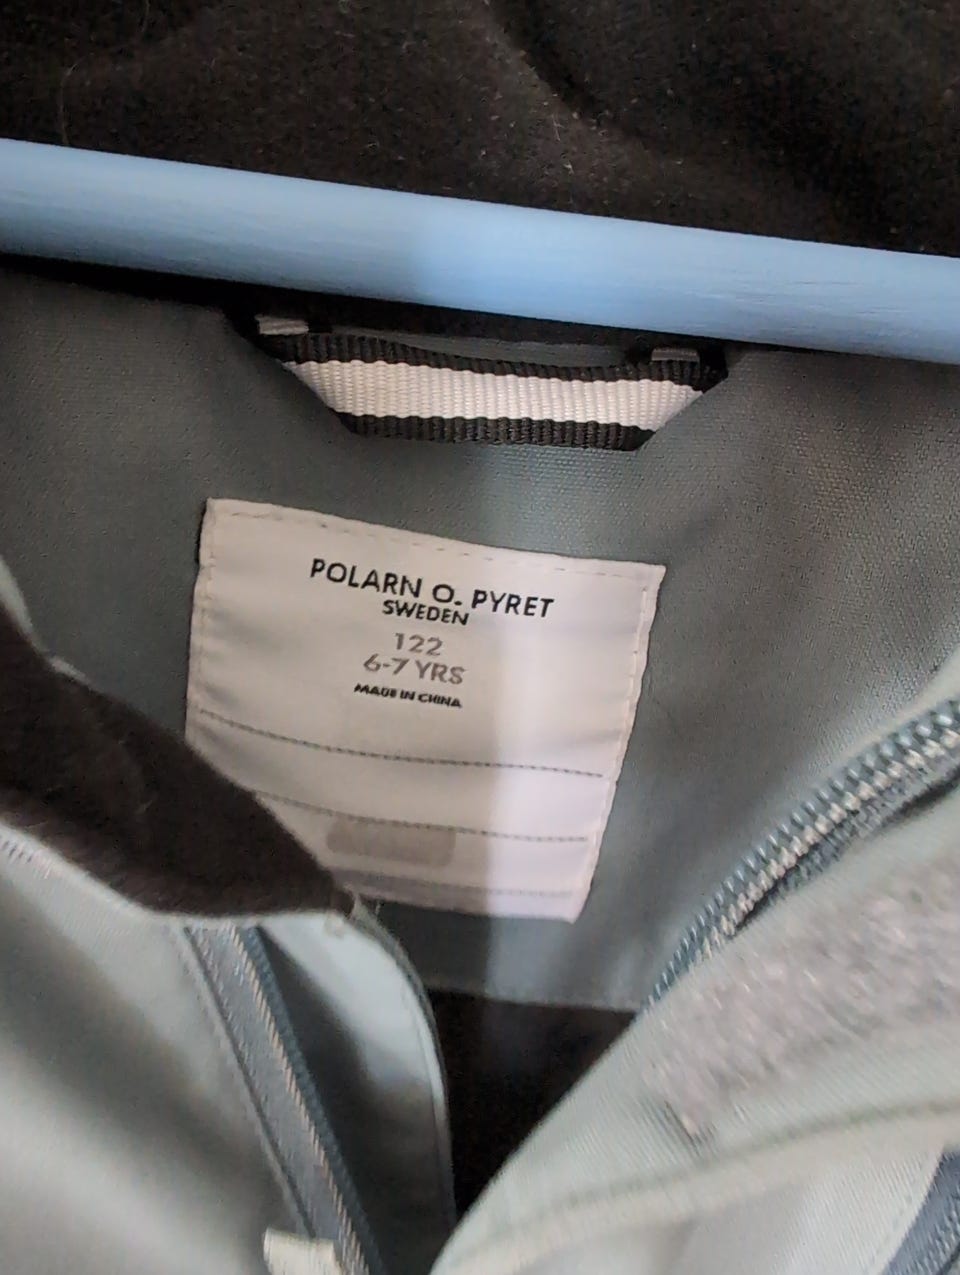 POLARN O. PYRET
SWEDEN
122
6-7 YRS
MADE IN CHINA